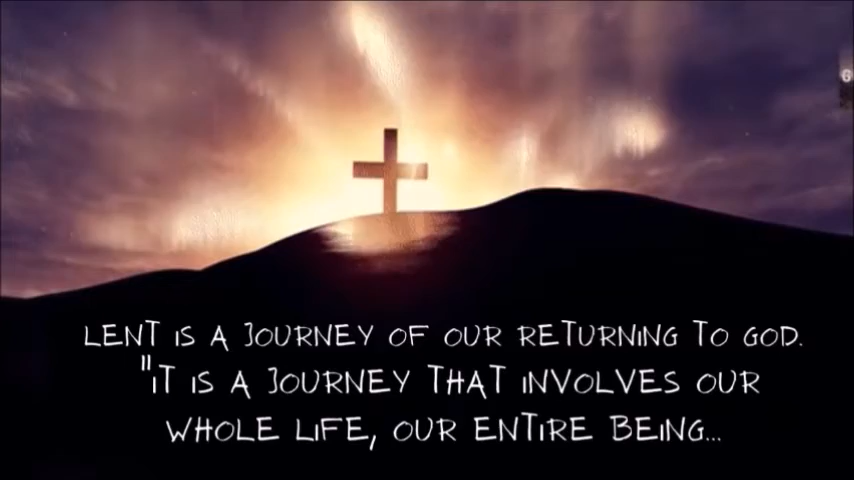 6
LENT IS A JOURNEY OF OUR RETURNING TO GOD.
"IT IS A JOURNEY THAT INVOLVES OUR
WHOLE LIFE, OUR ENTIRE BEING...